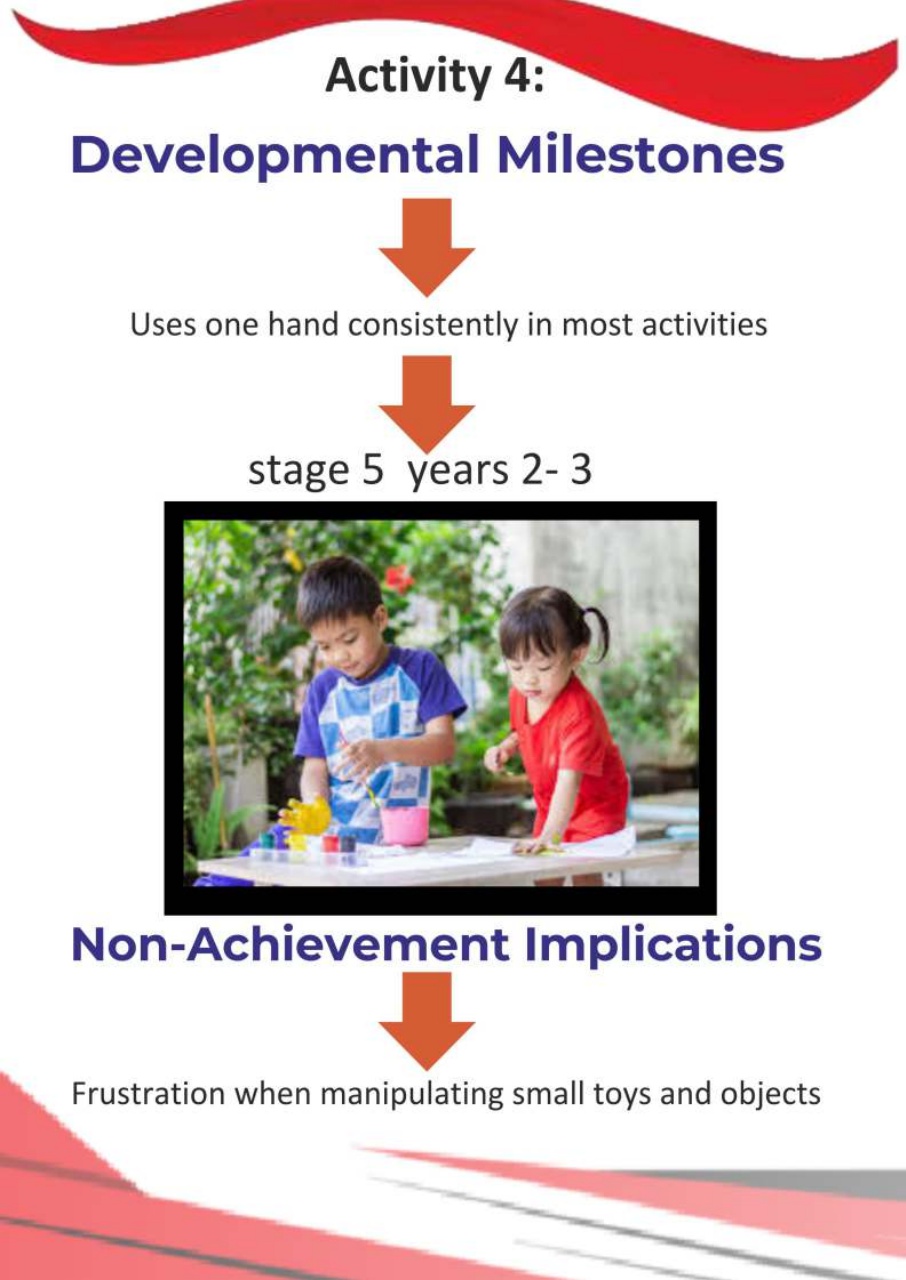 Activity 4:
Developmental Milestones
Uses one hand consistently in most activities
stage 5 years 2- 3
Non-Achievement Implications
Frustration when manipulating small toys and objects